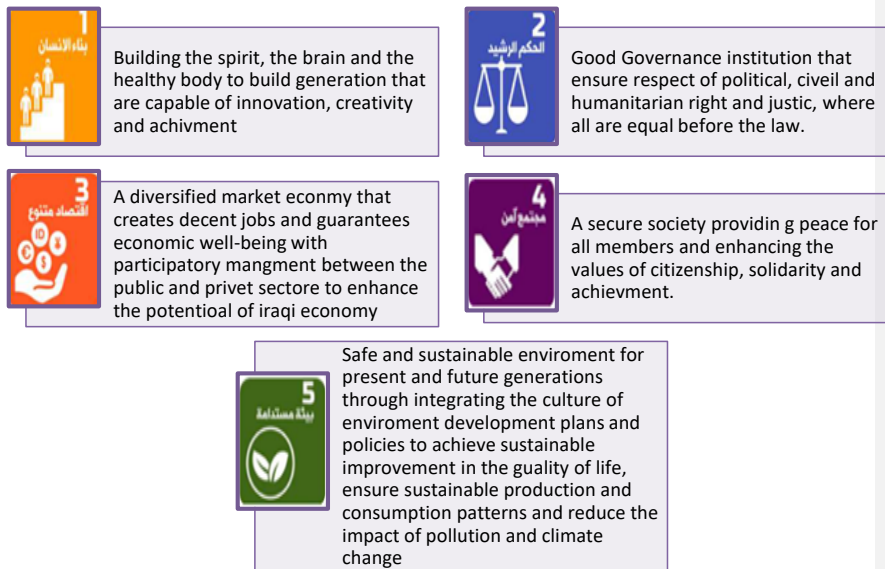 1
بناء الانسان
Building the spirit, the brain and the
healthy body to build generation that
are capable of innovation, creativity
and achivment
2
الحكم الرشيد
Good Governance institution that
ensure respect of political, civeil and
humanitarian right and justic, where
all are equal before the law.
3
اقتصاد متنوع
A diversified market econmy that
creates decent jobs and guarantees
economic well-being with
participatory mangment between the
public and privet sectore to enhance
the potentioal of iraqi economy
4
مجتمع آمن
A secure society providin g peace for
all members and enhancing the
values of citizenship, solidarity and
achievment.
5
بيئة مستدامة
Safe and sustainable enviroment for
present and future generations
through integrating the culture of
enviroment development plans and
policies to achieve sustainable
improvement in the guality of life,
ensure sustainable production and
consumption patterns and reduce the
impact of pollution and climate
change